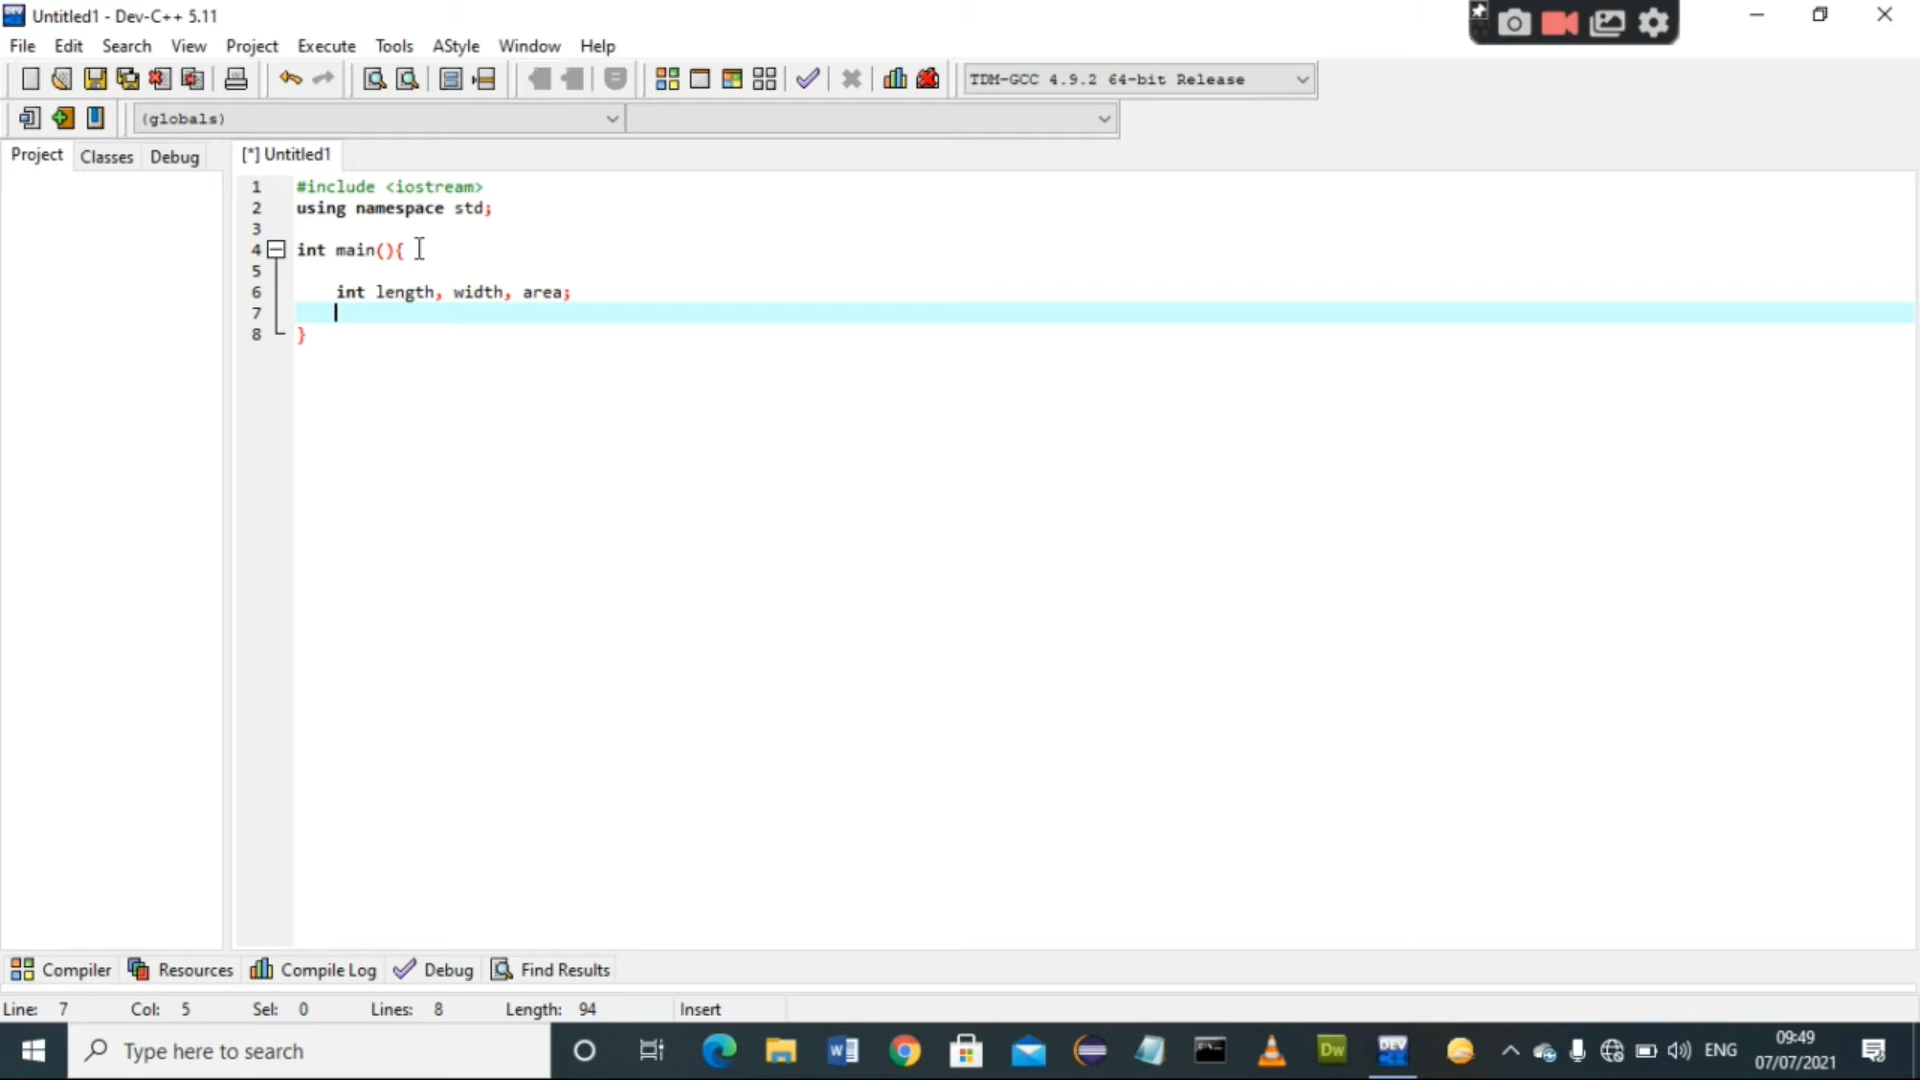 Untitled1 - Dev-C++ 5.11
File Edit Search View Project Execute Tools AStyle Window Help
TDM-GCC 4.9.2 64-bit Release
(globals)
Project Classes Debug [*] Untitled1
1 #include <iostream>
2 using namespace std;
3
4 int main(){
5
6 int length, width, area;
7
8 }
Compiler Resources Compile Log Debug Find Results
Line: 7 Col: 5 Sel: 0 Lines: 8 Length: 94 Insert
Type here to search
Dw
DEV
ENG
09:49
07/07/2021